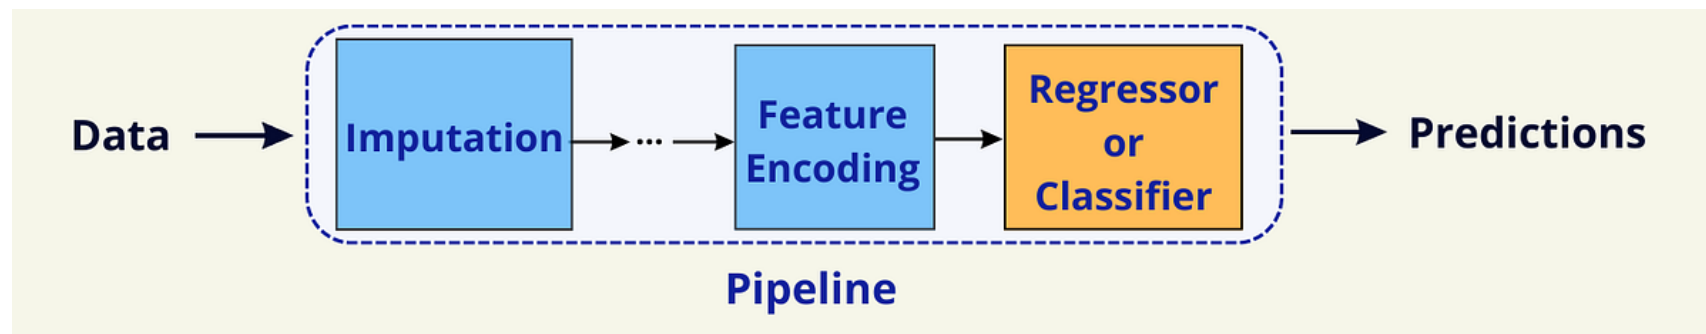 Data
Imputation
...
Feature
Encoding
Regressor
or
Classifier
Predictions
Pipeline